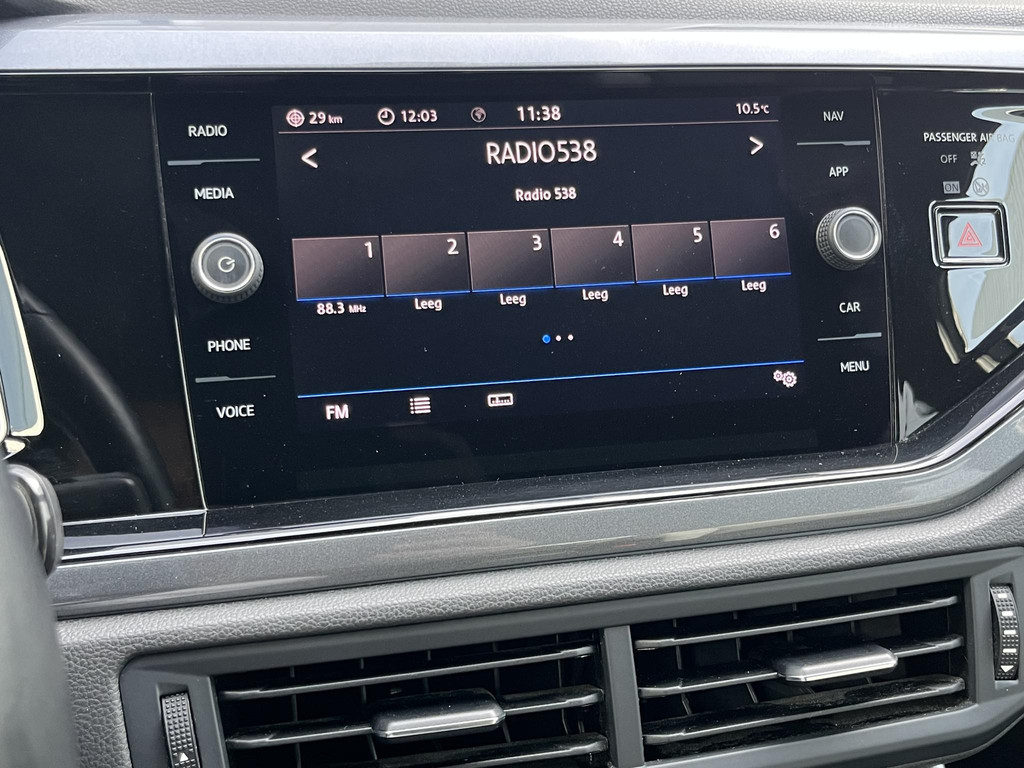 29 km 12:03 11:38 10.5°C
RADIO
MEDIA
PHONE
VOICE
< RADIO538 >
Radio 538
1 2 3 4 5 6
88.3 MHz Leeg Leeg Leeg Leeg Leeg
FM
NAV
APP
CAR
MENU
PASSENGER AIR BAG
OFF
ON